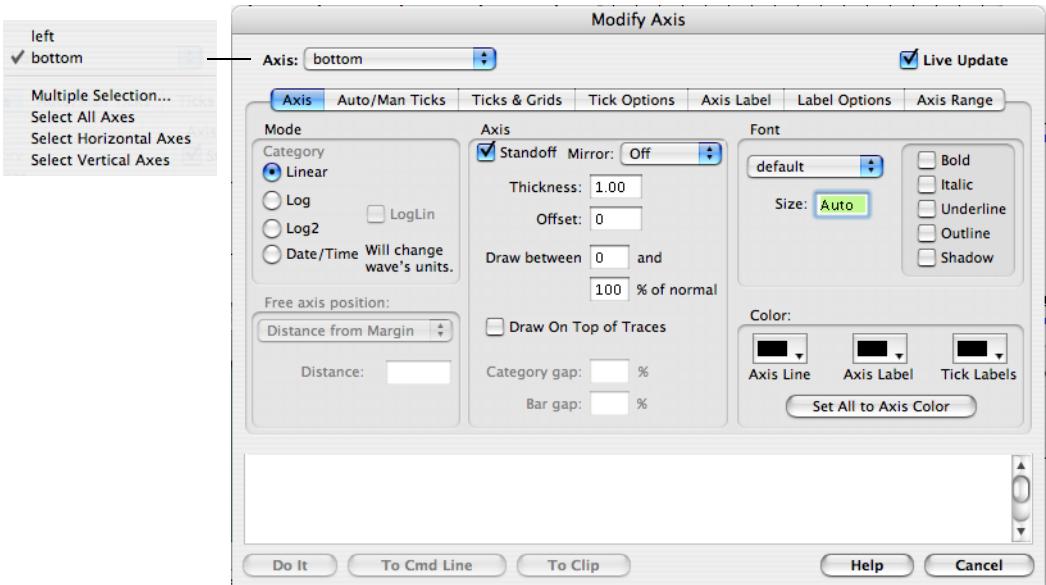 left
bottom
Multiple Selection...
Select All Axes
Select Horizontal Axes
Select Vertical Axes
Modify Axis
Axis: bottom
Live Update
Axis Auto/Man Ticks Ticks & Grids Tick Options Axis Label Label Options Axis Range
Mode
Category
Linear
Log
LogLin
Log2
Date/Time Will change
wave's units.
Free axis position:
Distance from Margin
Distance:
Axis
Standoff Mirror: Off
Thickness: 1.00
Offset: 0
Draw between 0 and
100 % of normal
Draw On Top of Traces
Category gap: %
Bar gap: %
Font
default
Size: Auto
Bold
Italic
Underline
Outline
Shadow
Color:
Axis Line Axis Label Tick Labels
Set All to Axis Color
Do It To Cmd Line To Clip Help Cancel